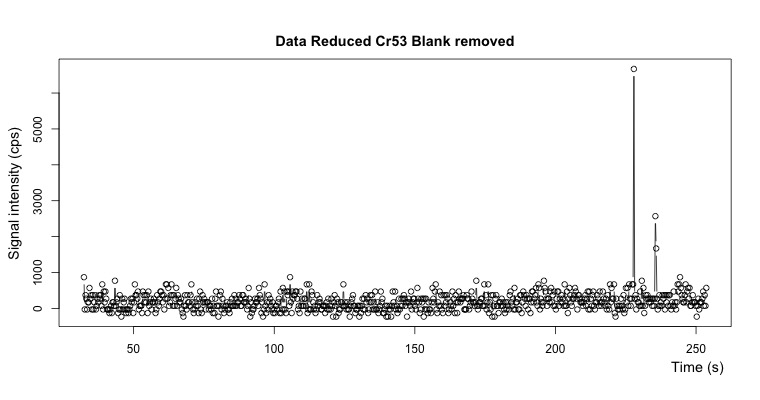 Data Reduced Cr53 Blank removed
Signal intensity (cps)
5000
3000
1000
0
50 100 150 200 250
Time (s)